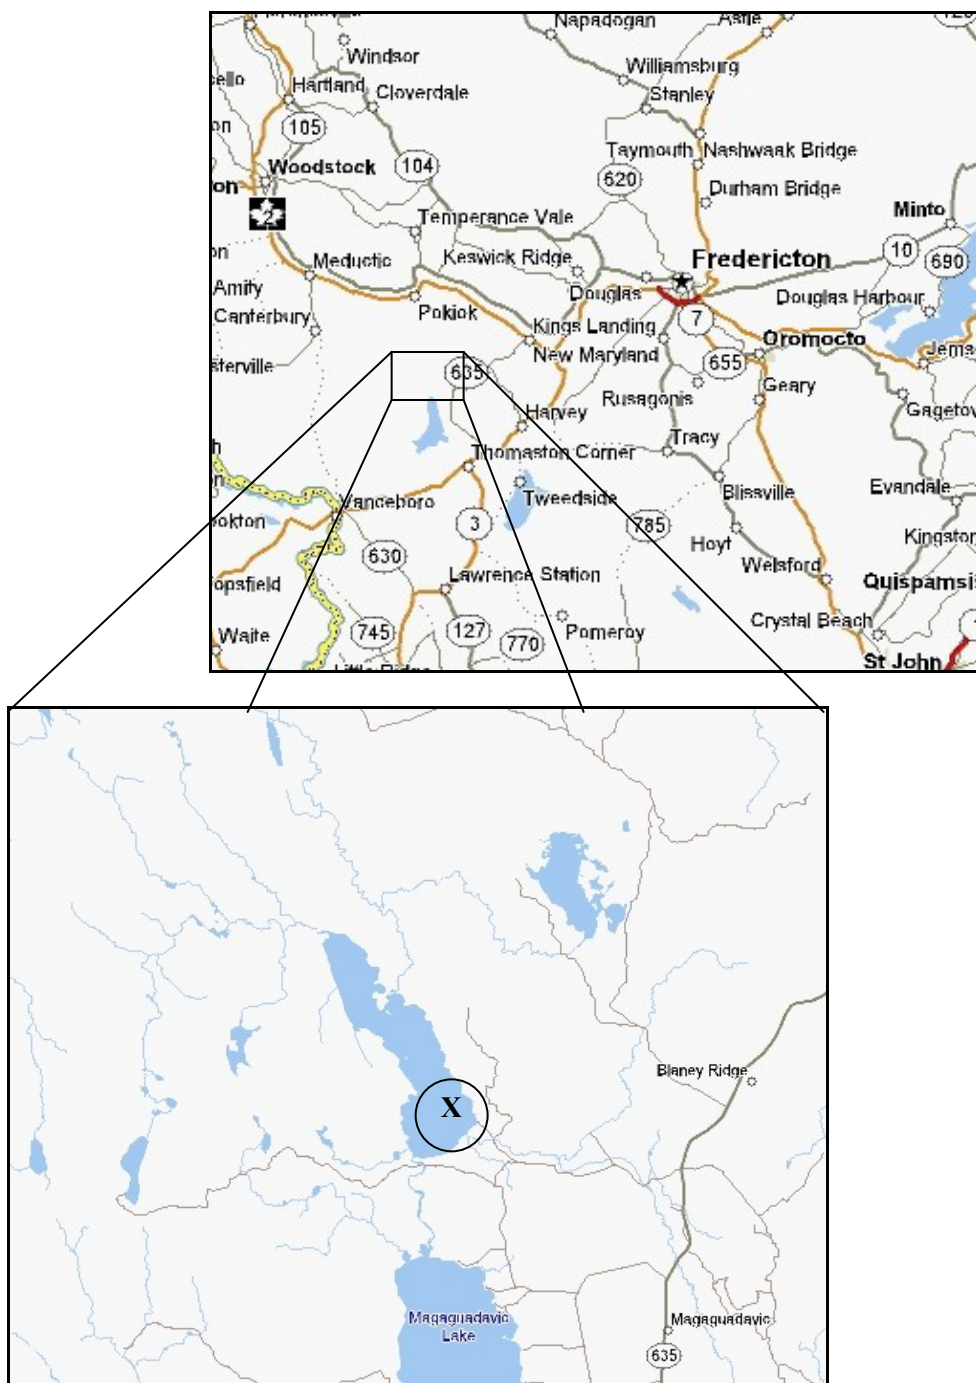 Napadogan
Astle
Windsor
Williamsburg
Hartland
Cloverdale
Stanley
105
Taymouth
Nashwaak Bridge
Woodstock
104
620
Durham Bridge
2
Minto
Temperance Vale
Fredericton
10
690
Meductic
Keswick Ridge
Amity
Douglas
Douglas Harbour
Canterbury
Pokiok
7
Kings Landing
Oromocto
New Maryland
655
635
Geary
Rusagonis
Harvey
Tracy
Thomaston Corner
Blissville
Evandale
Vanceboro
Tweedside
3
785
Hoyt
630
Welsford
Lawrence Station
Crystal Beach
745
127
Pomeroy
Waite
770
St John
X
Blaney Ridge
Magaguadavic
Lake
Magaguadavic
635